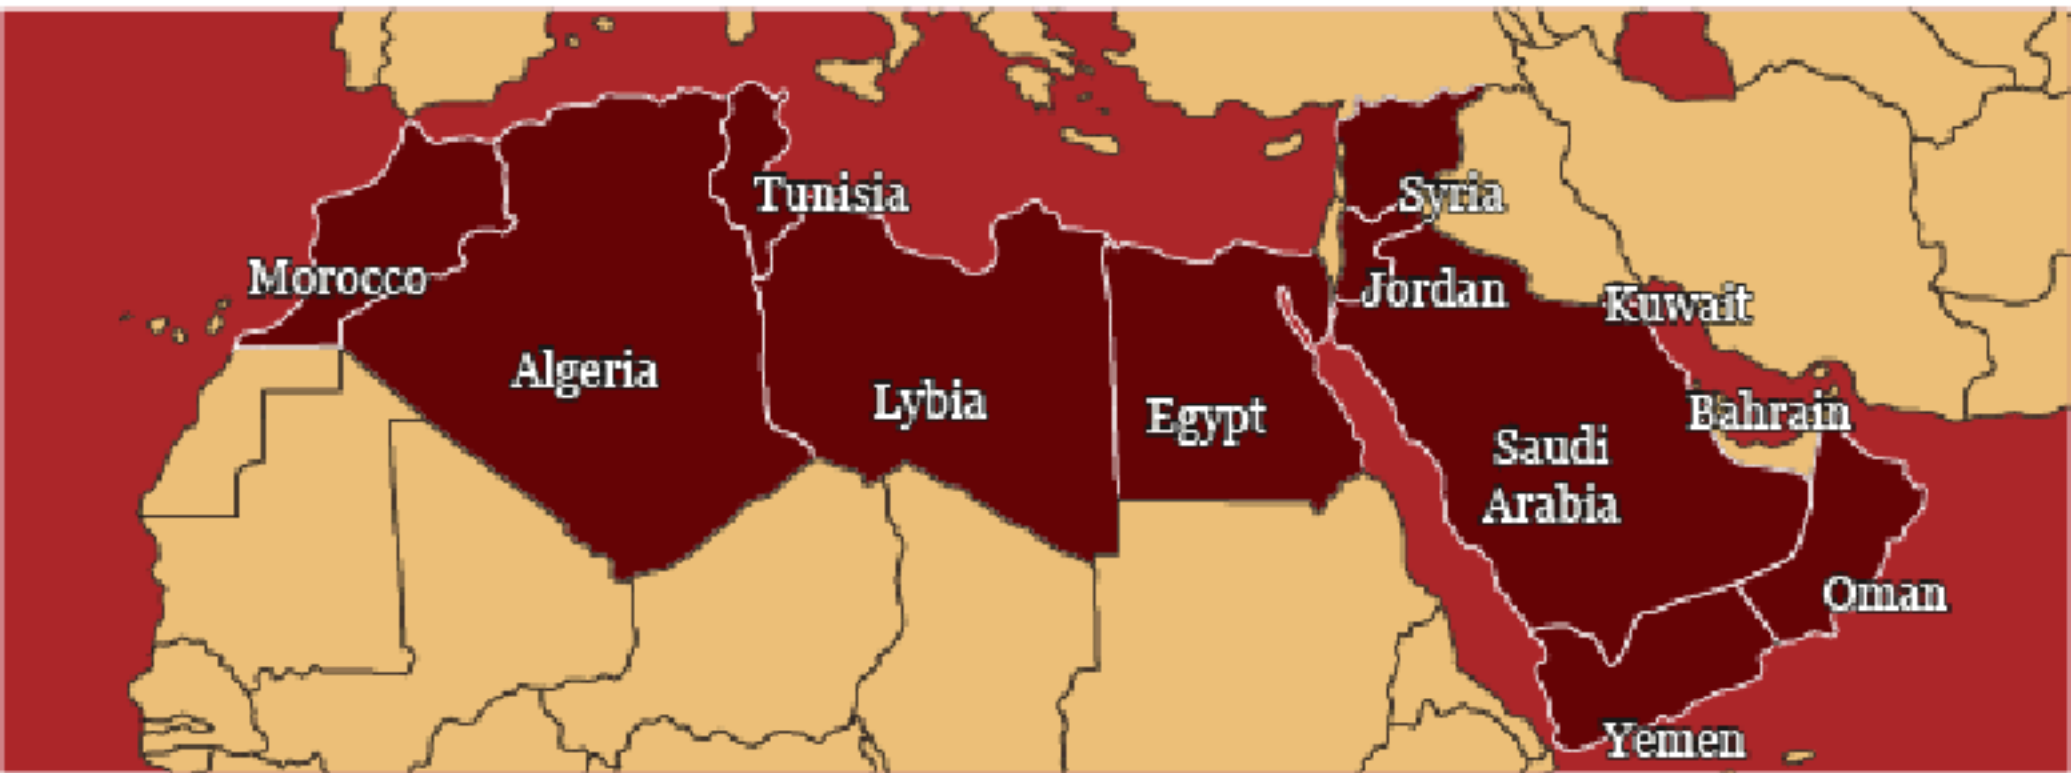 Tunisia
Syria
Morocco
Jordan
Kuwait
Algeria
Lybia
Egypt
Bahrain
Saudi
Arabia
Oman
Yemen